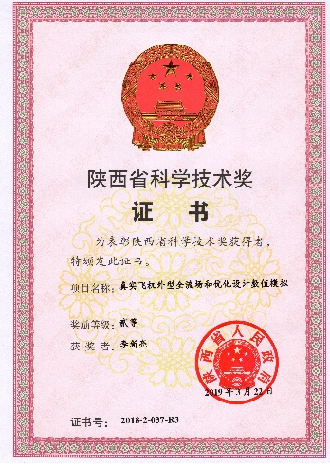 陕西省科学技术奖
证书
为表彰陕西省科学技术奖获得者，
特颁发此证书。
项目名称：真实飞机外型全流场和优化设计数值模拟
奖励等级：贰等
获奖者：李新杰
陕西省人民政府
2019年3月22日
证书号：2018-2-037-R3